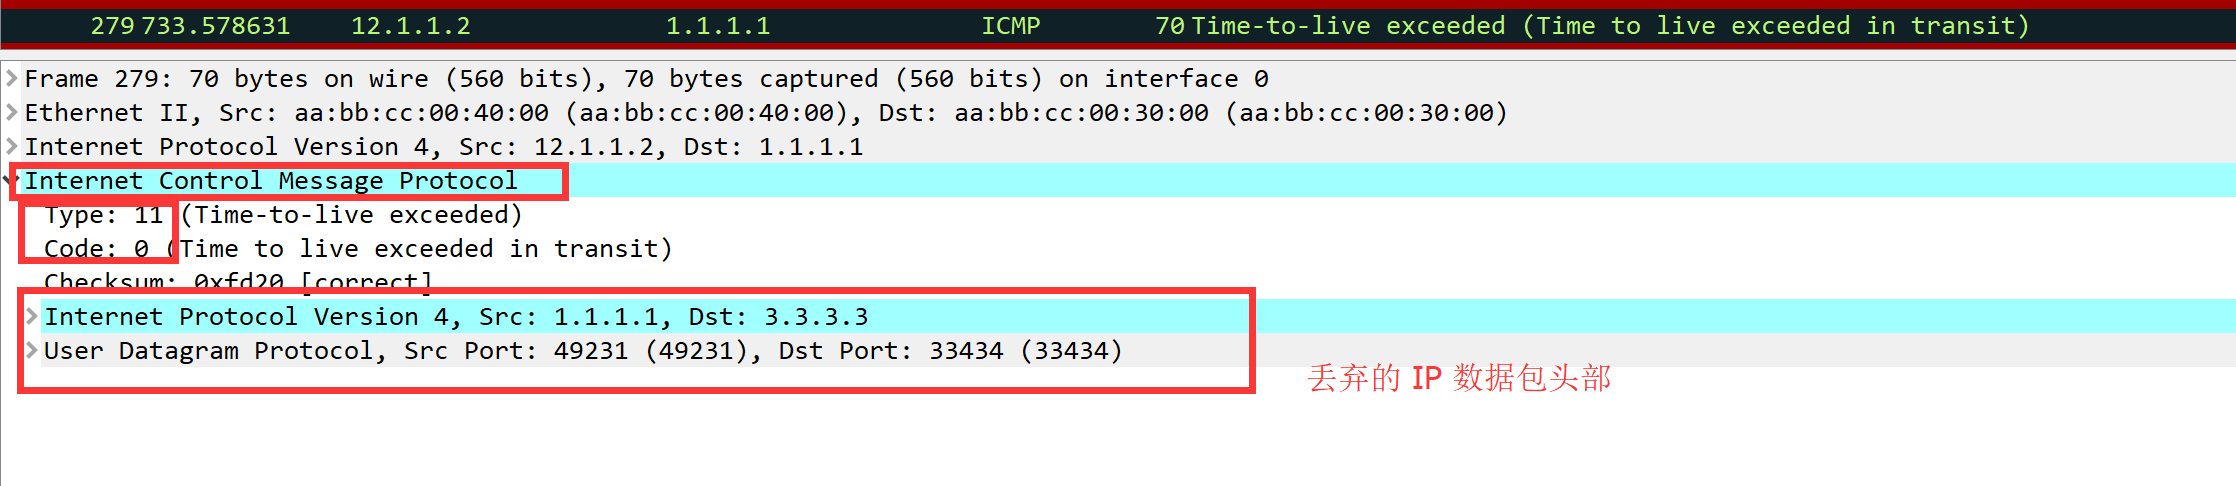 279 733.578631 12.1.1.2 1.1.1.1 ICMP 70 Time-to-live exceeded (Time to live exceeded in transit)
Frame 279: 70 bytes on wire (560 bits), 70 bytes captured (560 bits) on interface 0
Ethernet II, Src: aa:bb:cc:00:40:00 (aa:bb:cc:00:40:00), Dst: aa:bb:cc:00:30:00 (aa:bb:cc:00:30:00)
Internet Protocol Version 4, Src: 12.1.1.2, Dst: 1.1.1.1
Internet Control Message Protocol
Type: 11 (Time-to-live exceeded)
Code: 0 (Time to live exceeded in transit)
Checksum: 0xfd20 [correct]
Internet Protocol Version 4, Src: 1.1.1.1, Dst: 3.3.3.3
User Datagram Protocol, Src Port: 49231 (49231), Dst Port: 33434 (33434)
丢弃的 IP 数据包头部